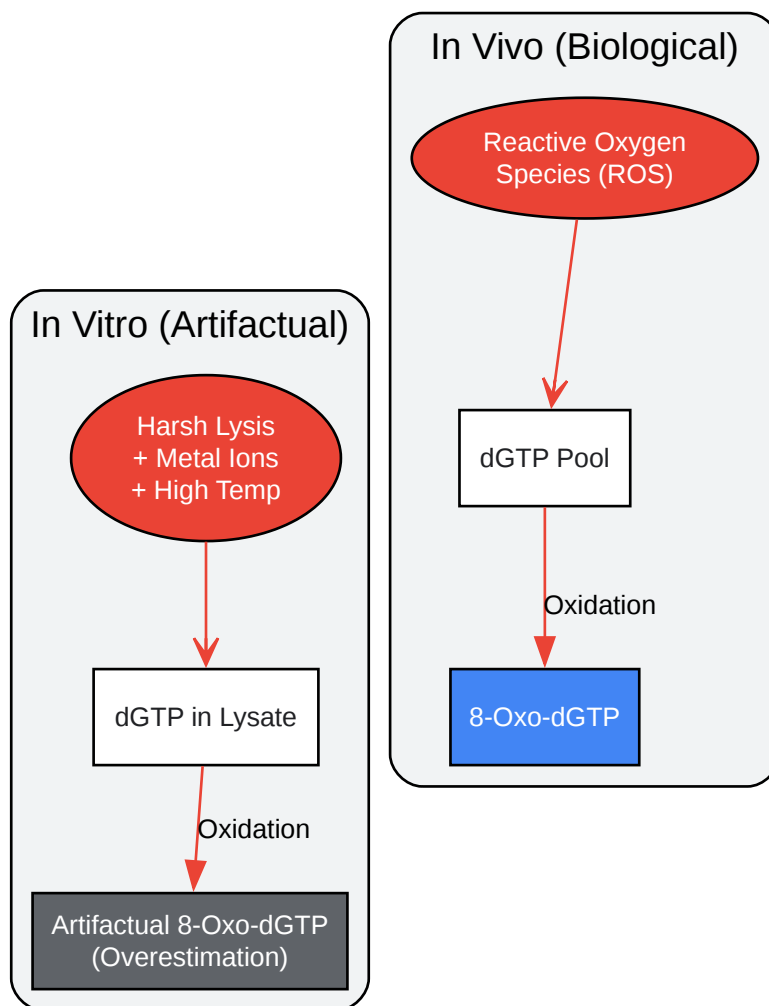 In Vivo (Biological)
Reactive Oxygen
Species (ROS)
dGTP Pool
Oxidation
8-Oxo-dGTP
In Vitro (Artifactual)
Harsh Lysis
+ Metal Ions
+ High Temp
dGTP in Lysate
Oxidation
Artifactual 8-Oxo-dGTP
(Overestimation)